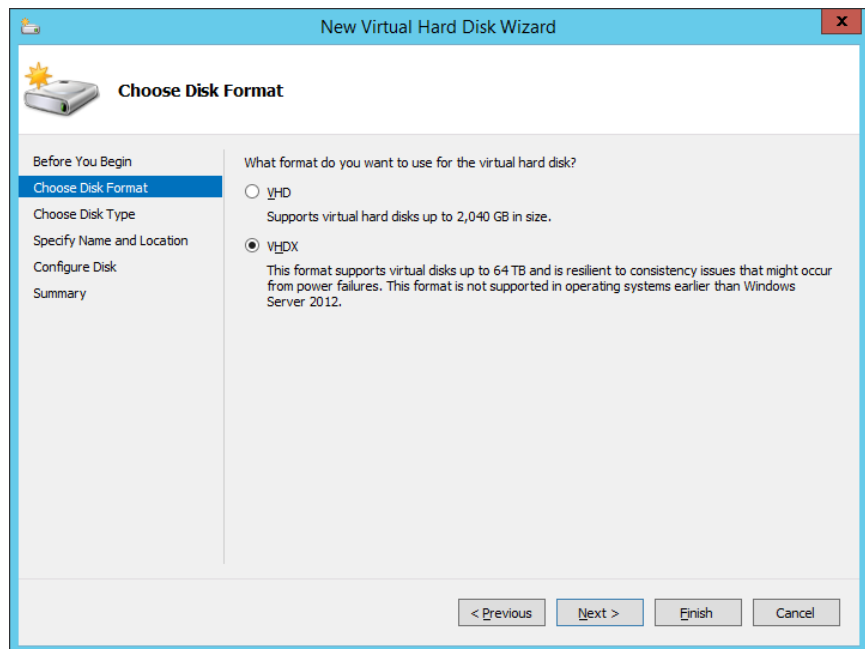 New Virtual Hard Disk Wizard
x
Choose Disk Format
Before You Begin
Choose Disk Format
Choose Disk Type
Specify Name and Location
Configure Disk
Summary
What format do you want to use for the virtual hard disk?
VHD
Supports virtual hard disks up to 2,040 GB in size.
VHDX
This format supports virtual disks up to 64 TB and is resilient to consistency issues that might occur
from power failures. This format is not supported in operating systems earlier than Windows
Server 2012.
< Previous
Next >
Finish
Cancel